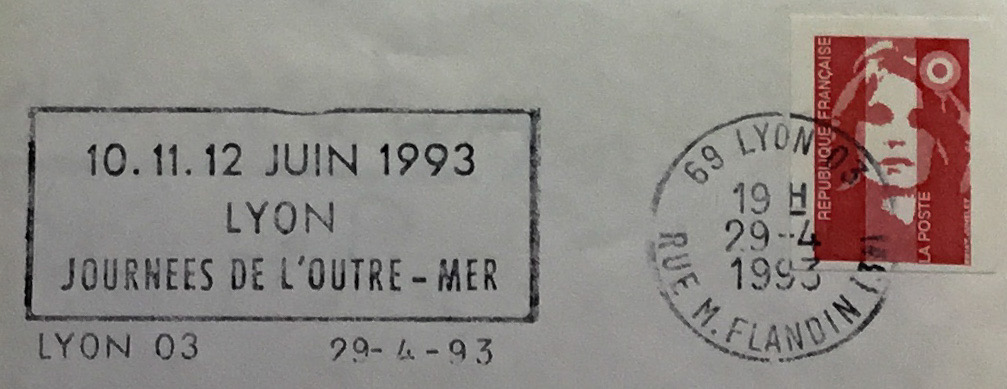 10.11.12 JUIN 1993
LYON
JOURNEES DE L'OUTRE-MER
LYON 03 29-4-93
69 LYON 03
19 H
29-4
1993
RUE M. FLANDIN
REPUBLIQUE FRANÇAISE
LA POSTE